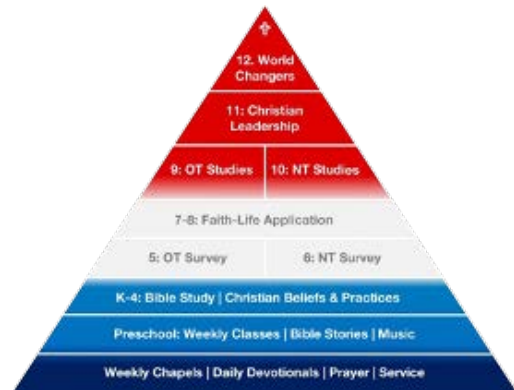 12. World
Changers
11: Christian
Leadership
9: OT Studies 10: NT Studies
7-8: Faith-Life Application
5: OT Survey 6: NT Survey
K-4: Bible Study | Christian Beliefs & Practices
Preschool: Weekly Classes | Bible Stories | Music
Weekly Chapels | Daily Devotionals | Prayer | Service